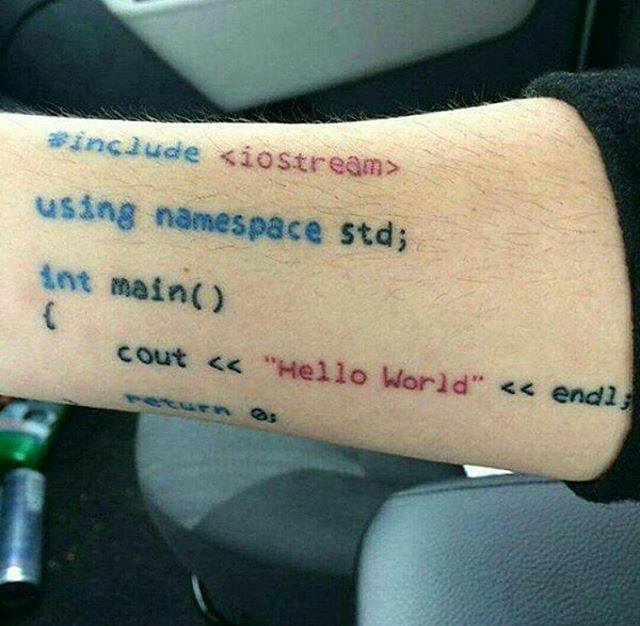 #include <iostream>
using namespace std;
int main()
{
cout << "Hello World" << endl;
return 0;